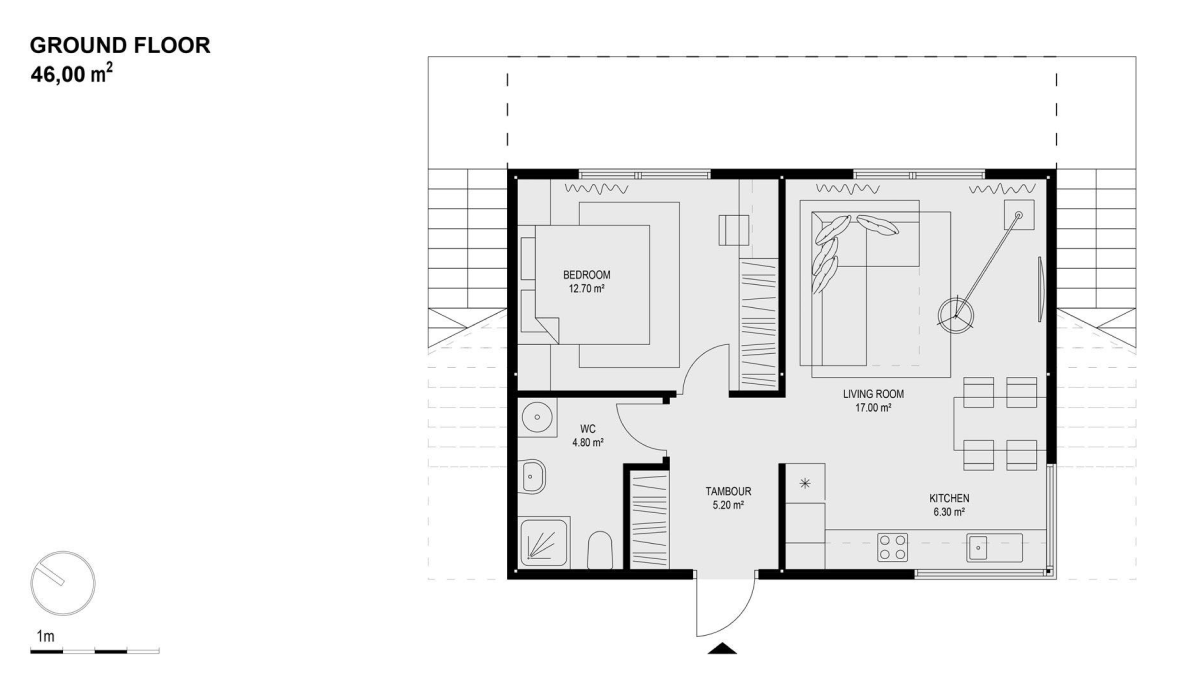 GROUND FLOOR
46,00 m²
BEDROOM
12.70 m²
LIVING ROOM
17.00 m²
WC
4.80 m²
TAMBOUR
5.20 m²
KITCHEN
6.30 m²
1m